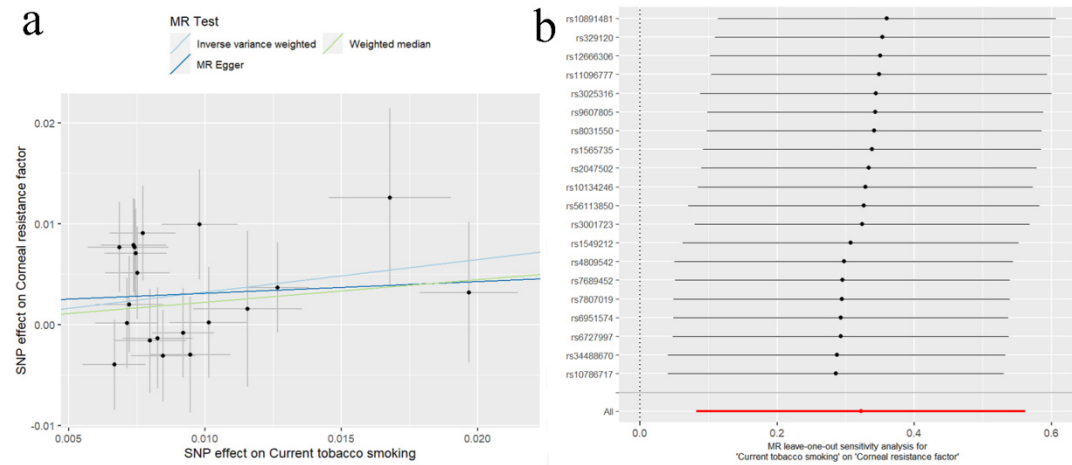 a
MR Test
Inverse variance weighted
Weighted median
MR Egger
SNP effect on Corneal resistance factor
0.02
0.01
0.00
-0.01
0.005
0.010
0.015
0.020
SNP effect on Current tobacco smoking
b
rs10891481
rs329120
rs12666306
rs11096777
rs3025316
rs9607805
rs8031550
rs1565735
rs2047502
rs10134246
rs56113850
rs3001723
rs1549212
rs4809542
rs7689452
rs7807019
rs6951574
rs6727997
rs34488670
rs10786717
All
0.0
0.2
0.4
0.6
MR leave-one-out sensitivity analysis for
'Current tobacco smoking' on 'Corneal resistance factor'